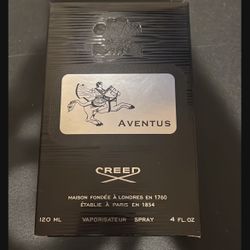 AVENTUS
CREED
MAISON FONDÉE À LONDRES EN 1760
ÉTABLIE À PARIS EN 1854
120 ML VAPORISATEUR SPRAY 4 FL.OZ